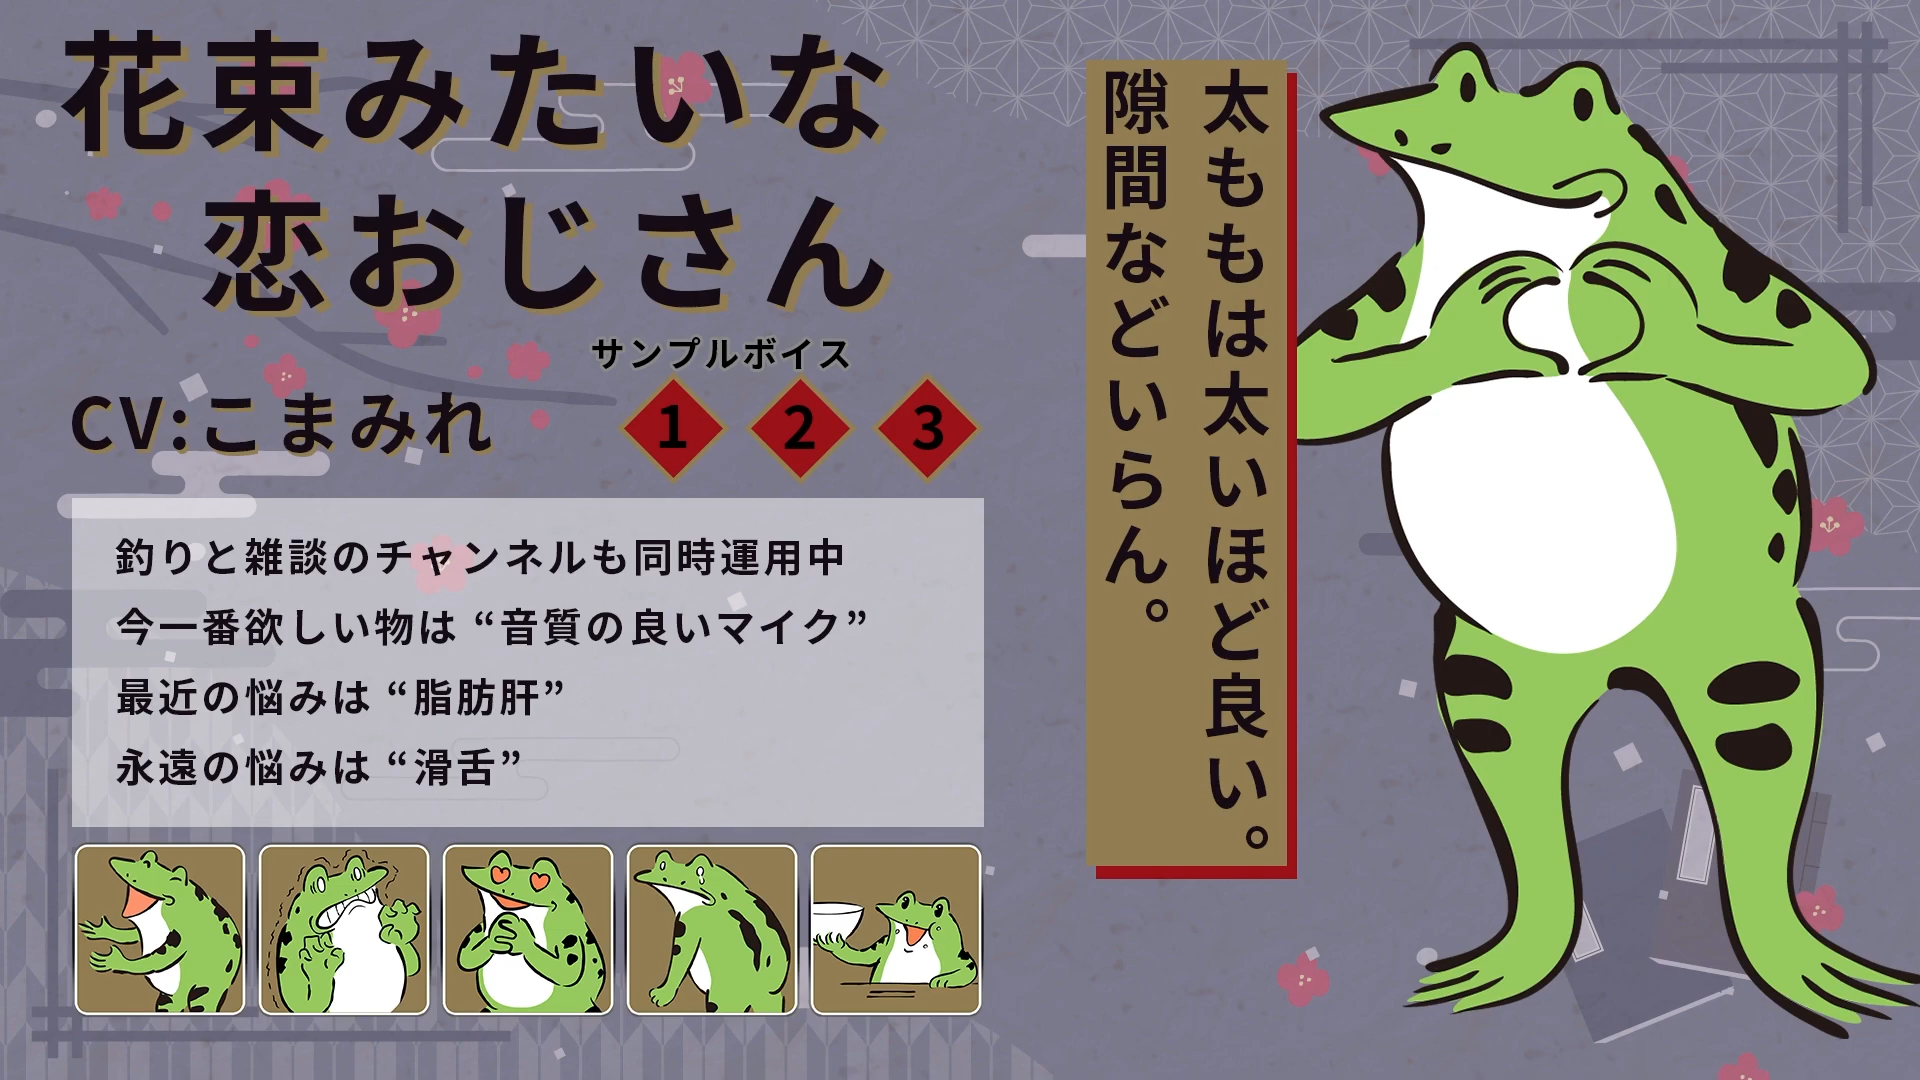 花束みたいな
恋おじさん
サンプルボイス
CV:こまみれ
1 2 3
釣りと雑談のチャンネルも同時運用中
今一番欲しい物は“音質の良いマイク”
最近の悩みは“脂肪肝”
永遠の悩みは“滑舌”
太ももは太いほど良い。
隙間などいらん。